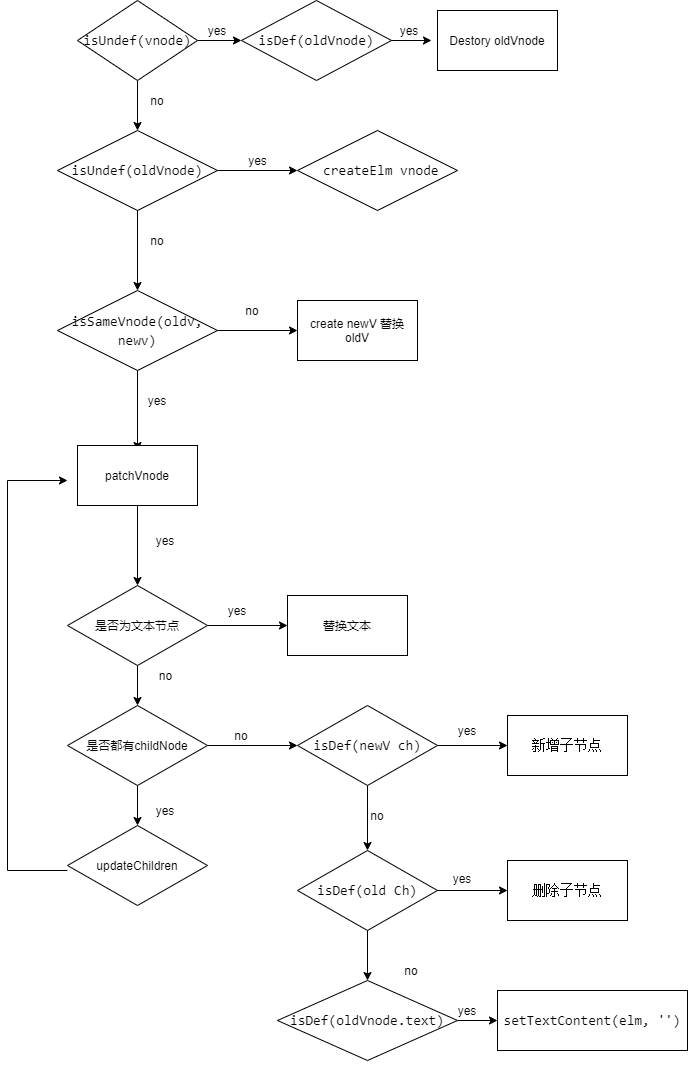 isUndef(vnode)
yes
isDef(oldVnode)
yes
Destory oldVnode
no
isUndef(oldVnode)
yes
createElm vnode
no
isSameVnode(oldv,
newv)
no
create newV 替换
oldV
yes
patchVnode
yes
是否为文本节点
yes
替换文本
no
是否都有childNode
no
isDef(newV ch)
yes
新增子节点
yes
no
updateChildren
isDef(old Ch)
yes
删除子节点
no
isDef(oldVnode.text)
yes
setTextContent(elm, '')